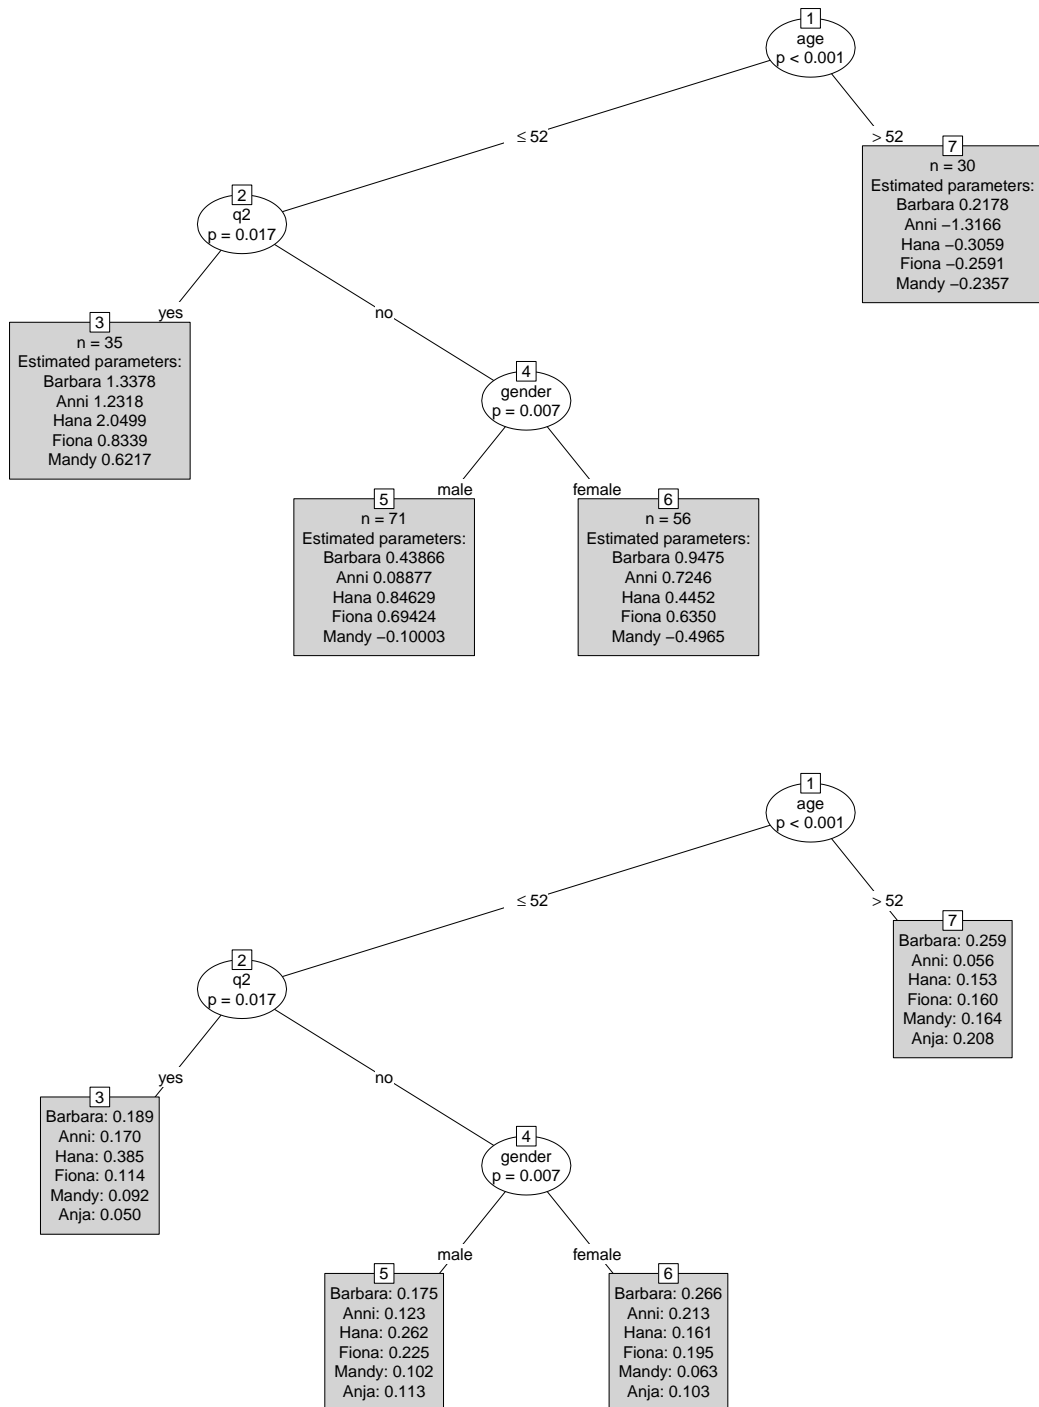 1
age
p < 0.001
≤ 52
> 52
7
n = 30
Estimated parameters:
Barbara 0.2178
Anni −1.3166
Hana −0.3059
Fiona −0.2591
Mandy −0.2357
2
q2
p = 0.017
yes
no
3
n = 35
Estimated parameters:
Barbara 1.3378
Anni 1.2318
Hana 2.0499
Fiona 0.8339
Mandy 0.6217
4
gender
p = 0.007
male
female
5
n = 71
Estimated parameters:
Barbara 0.43866
Anni 0.08877
Hana 0.84629
Fiona 0.69424
Mandy −0.10003
6
n = 56
Estimated parameters:
Barbara 0.9475
Anni 0.7246
Hana 0.4452
Fiona 0.6350
Mandy −0.4965
1
age
p < 0.001
≤ 52
> 52
7
Barbara: 0.259
Anni: 0.056
Hana: 0.153
Fiona: 0.160
Mandy: 0.164
Anja: 0.208
2
q2
p = 0.017
yes
no
3
Barbara: 0.189
Anni: 0.170
Hana: 0.385
Fiona: 0.114
Mandy: 0.092
Anja: 0.050
4
gender
p = 0.007
male
female
5
Barbara: 0.175
Anni: 0.123
Hana: 0.262
Fiona: 0.225
Mandy: 0.102
Anja: 0.113
6
Barbara: 0.266
Anni: 0.213
Hana: 0.161
Fiona: 0.195
Mandy: 0.063
Anja: 0.103